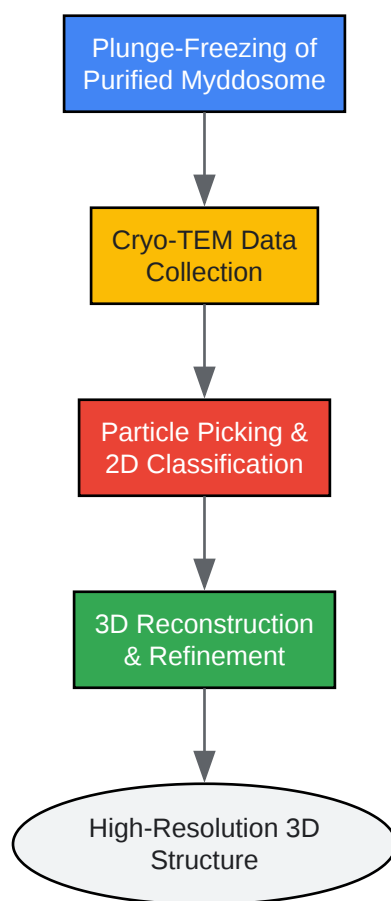 Plunge-Freezing of
Purified Myddosome
Cryo-TEM Data
Collection
Particle Picking &
2D Classification
3D Reconstruction
& Refinement
High-Resolution 3D
Structure